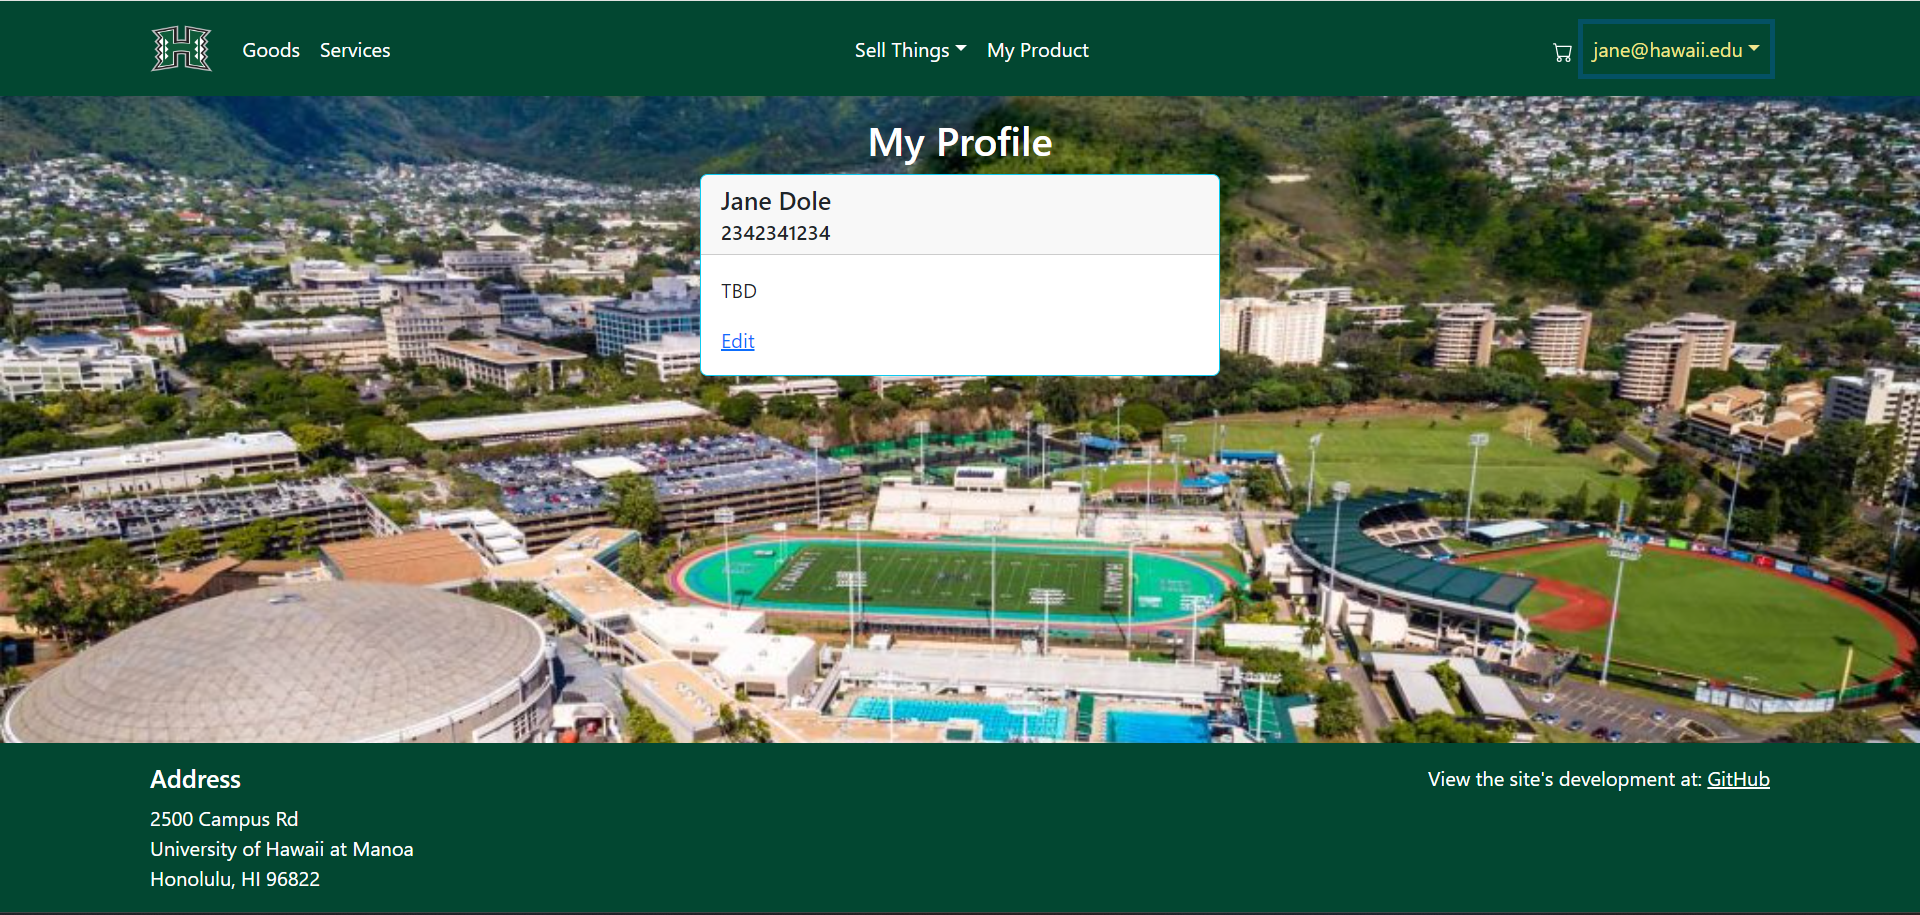 H
Goods Services Sell Things My Product jane@hawaii.edu
My Profile
Jane Dole
2342341234
TBD
Edit
HAWAII
Address
View the site's development at: GitHub
2500 Campus Rd
University of Hawaii at Manoa
Honolulu, HI 96822